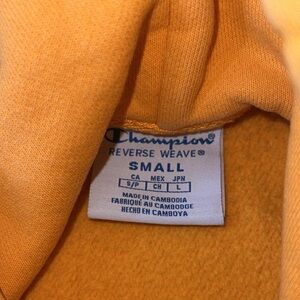 Champion®
REVERSE WEAVE®
SMALL
CA MEX JPN
S/P CH L
MADE IN CAMBODIA
FABRIQUÉ AU CAMBODGE
HECHO EN CAMBOYA